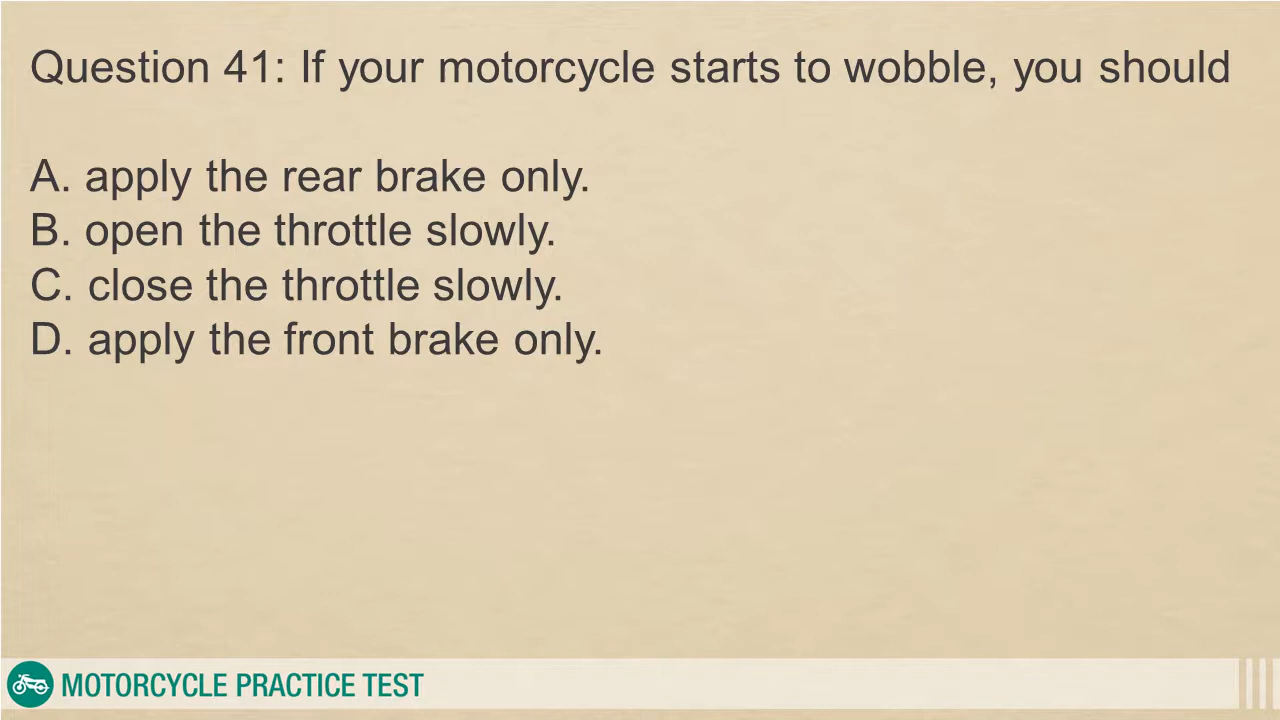 Question 41: If your motorcycle starts to wobble, you should
A. apply the rear brake only.
B. open the throttle slowly.
C. close the throttle slowly.
D. apply the front brake only.
MOTORCYCLE PRACTICE TEST